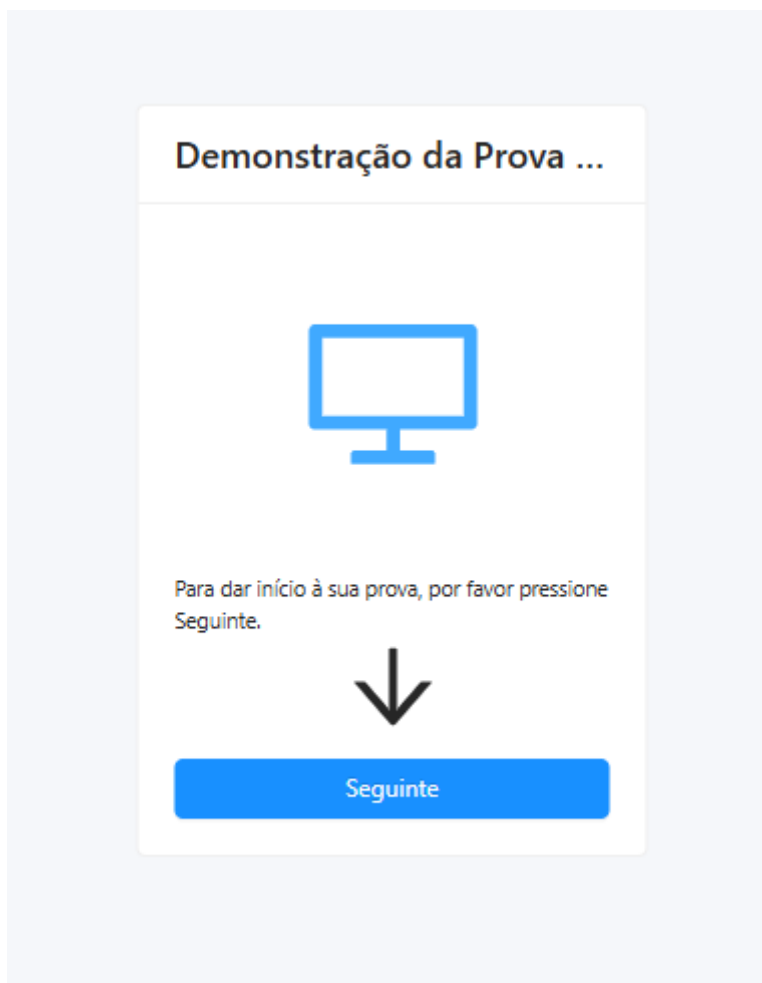 Demonstração da Prova ...
Para dar início à sua prova, por favor pressione
Seguinte.
Seguinte